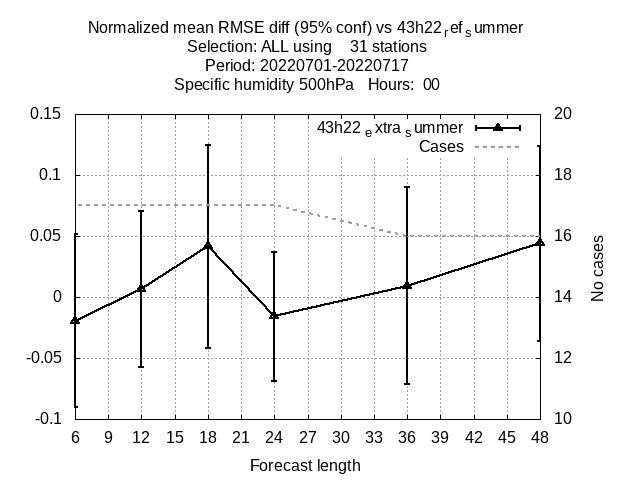 Normalized mean RMSE diff (95% conf) vs 43h22refsummer
Selection: ALL using 31 stations
Period: 20220701-20220717
Specific humidity 500hPa Hours: 00
43h22extrasummer
Cases
0.15
0.1
0.05
0
-0.05
-0.1
20
18
16
14
12
10
No cases
6 9 12 15 18 21 24 27 30 33 36 39 42 45 48
Forecast length